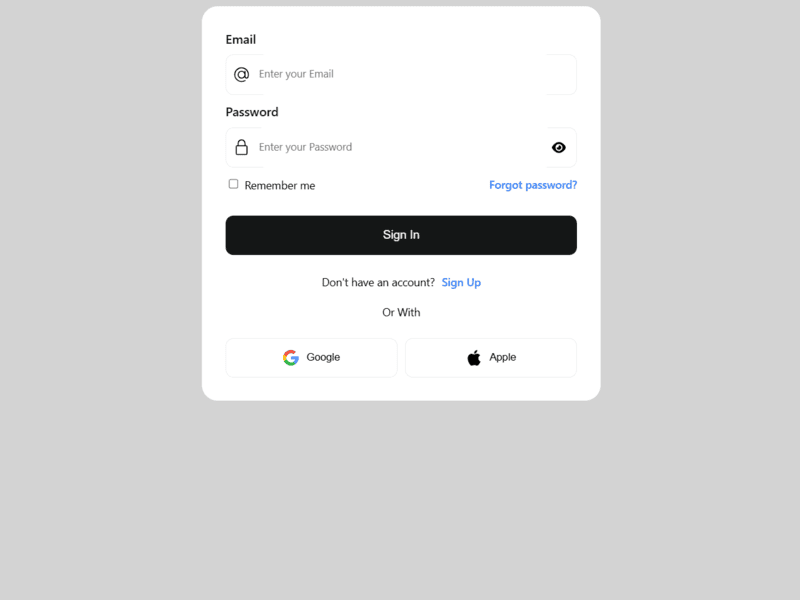 Email
Enter your Email
Password
Enter your Password
Remember me
Forgot password?
Sign In
Don't have an account? Sign Up
Or With
Google
Apple